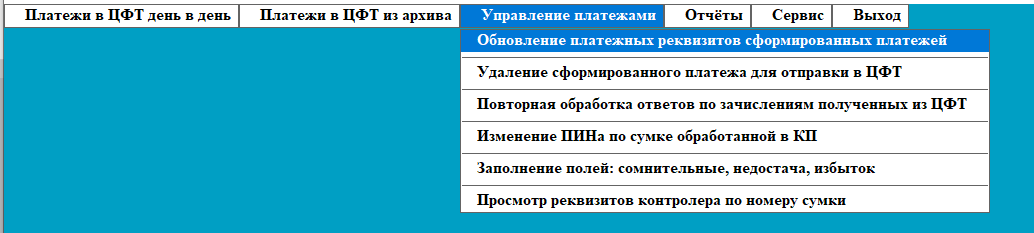 Платежи в ЦФТ день в день Платежи в ЦФТ из архива Управление платежами Отчёты Сервис Выход
Обновление платежных реквизитов сформированных платежей
Удаление сформированного платежа для отправки в ЦФТ
Повторная обработка ответов по зачислениям полученных из ЦФТ
Изменение ПИНа по сумке обработанной в КП
Заполнение полей: сомнительные, недостача, избыток
Просмотр реквизитов контролера по номеру сумки